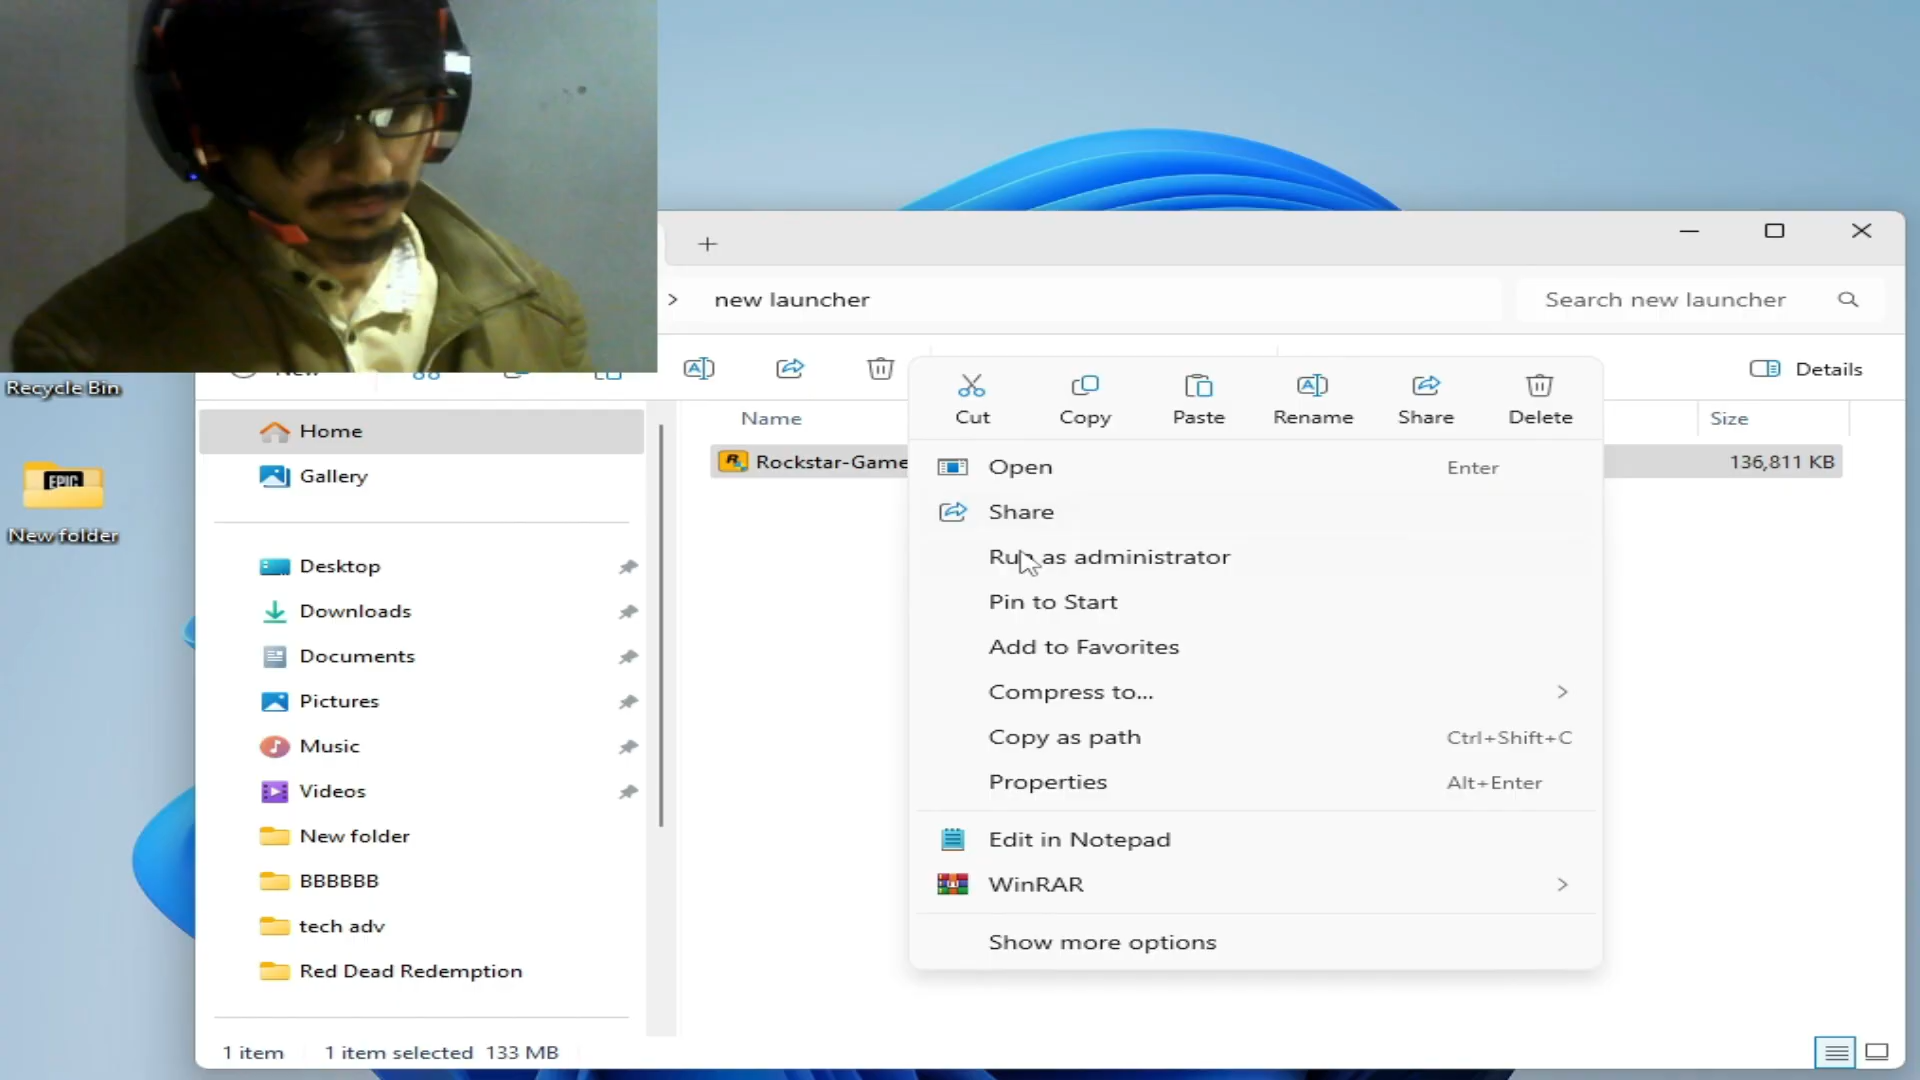 new launcher
Search new launcher
Details
Recycle Bin
EPIC
New folder
Cut
Copy
Paste
Rename
Share
Delete
Name
Size
Rockstar-Game
136,811 KB
Home
Gallery
Desktop
Downloads
Documents
Pictures
Music
Videos
New folder
BBBBBB
tech adv
Red Dead Redemption
Open
Enter
Share
Run as administrator
Pin to Start
Add to Favorites
Compress to...
Copy as path
Ctrl+Shift+C
Properties
Alt+Enter
Edit in Notepad
WinRAR
Show more options
1 item
1 item selected 133 MB